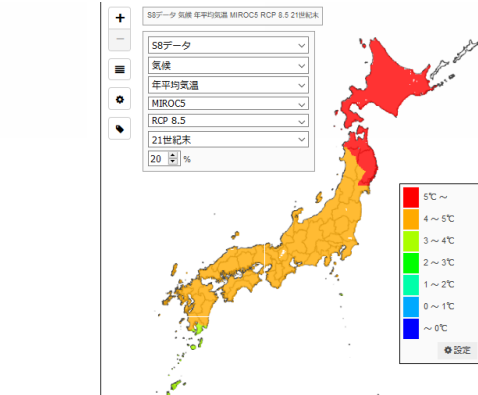 S8データ 気候 年平均気温 MIROC5 RCP 8.5 21世紀末
S8データ
気候
年平均気温
MIROC5
RCP 8.5
21世紀末
20 %
5℃ ～
4 ～ 5℃
3 ～ 4℃
2 ～ 3℃
1 ～ 2℃
0 ～ 1℃
～ 0℃
設定